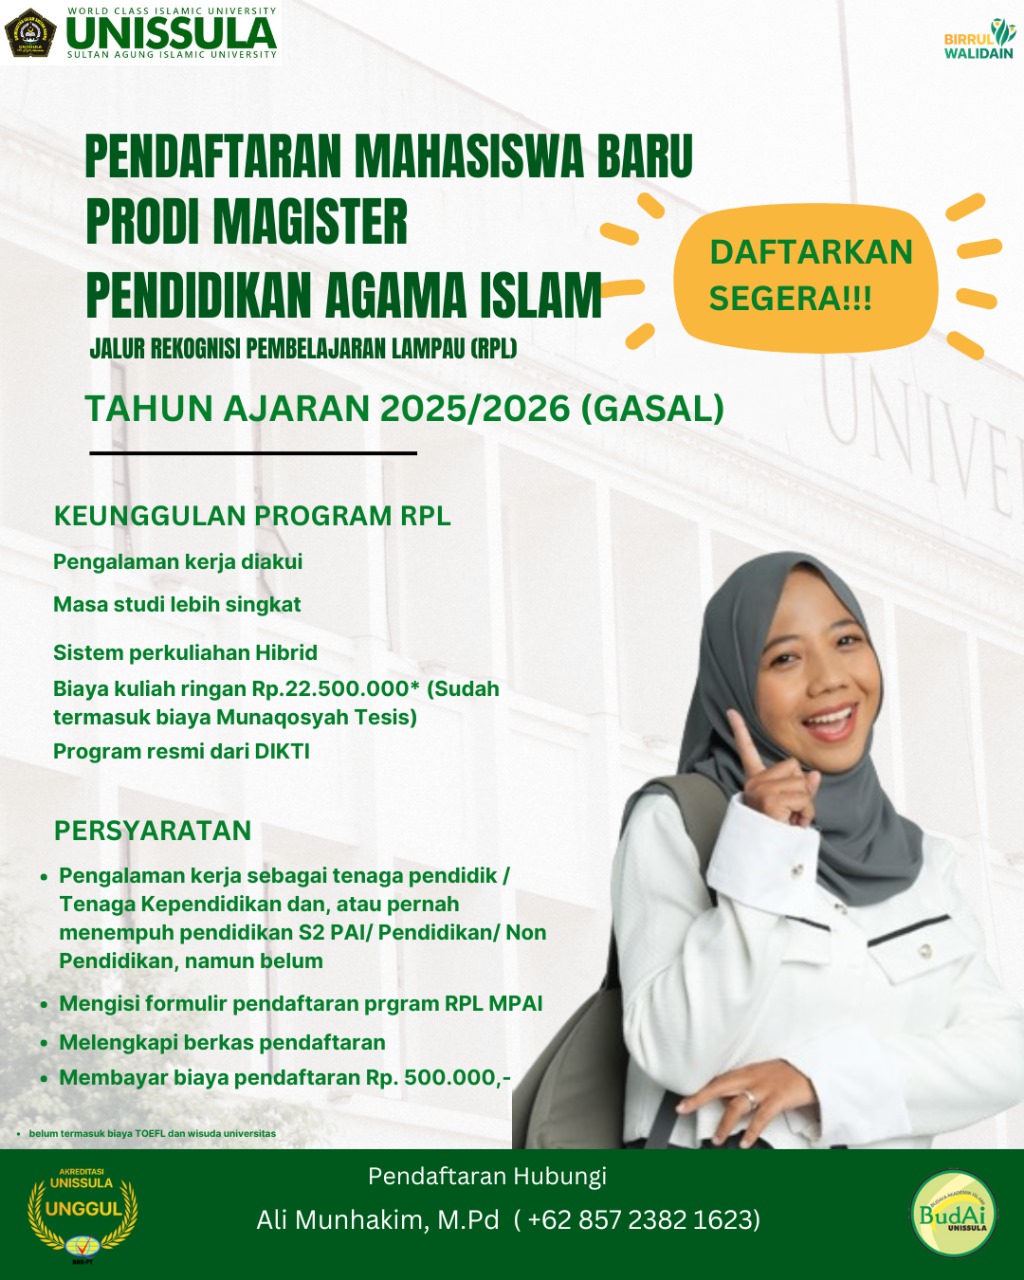 WORLD CLASS ISLAMIC UNIVERSITY
UNISSULA
SULTAN AGUNG ISLAMIC UNIVERSITY
BIRRUL
WALIDAIN
PENDAFTARAN MAHASISWA BARU
PRODI MAGISTER
PENDIDIKAN AGAMA ISLAM
JALUR REKOGNISI PEMBELAJARAN LAMPAU (RPL)
DAFTARKAN
SEGERA!!!
TAHUN AJARAN 2025/2026 (GASAL)
UNIVE
KEUNGGULAN PROGRAM RPL
Pengalaman kerja diakui
Masa studi lebih singkat
Sistem perkuliahan Hibrid
Biaya kuliah ringan Rp.22.500.000* (Sudah
termasuk biaya Munaqosyah Tesis)
Program resmi dari DIKTI
PERSYARATAN
• Pengalaman kerja sebagai tenaga pendidik /
Tenaga Kependidikan dan, atau pernah
menempuh pendidikan S2 PAI/ Pendidikan/ Non
Pendidikan, namun belum
• Mengisi formulir pendaftaran prgram RPL MPAI
• Melengkapi berkas pendaftaran
• Membayar biaya pendaftaran Rp. 500.000,-
• belum termasuk biaya TOEFL dan wisuda universitas
AKREDITASI
UNISSULA
UNGGUL
BAN-PT
Pendaftaran Hubungi
Ali Munhakim, M.Pd ( +62 857 2382 1623)
BUDAYA AKADEMIK ISLAMI
BudAi
UNISSULA